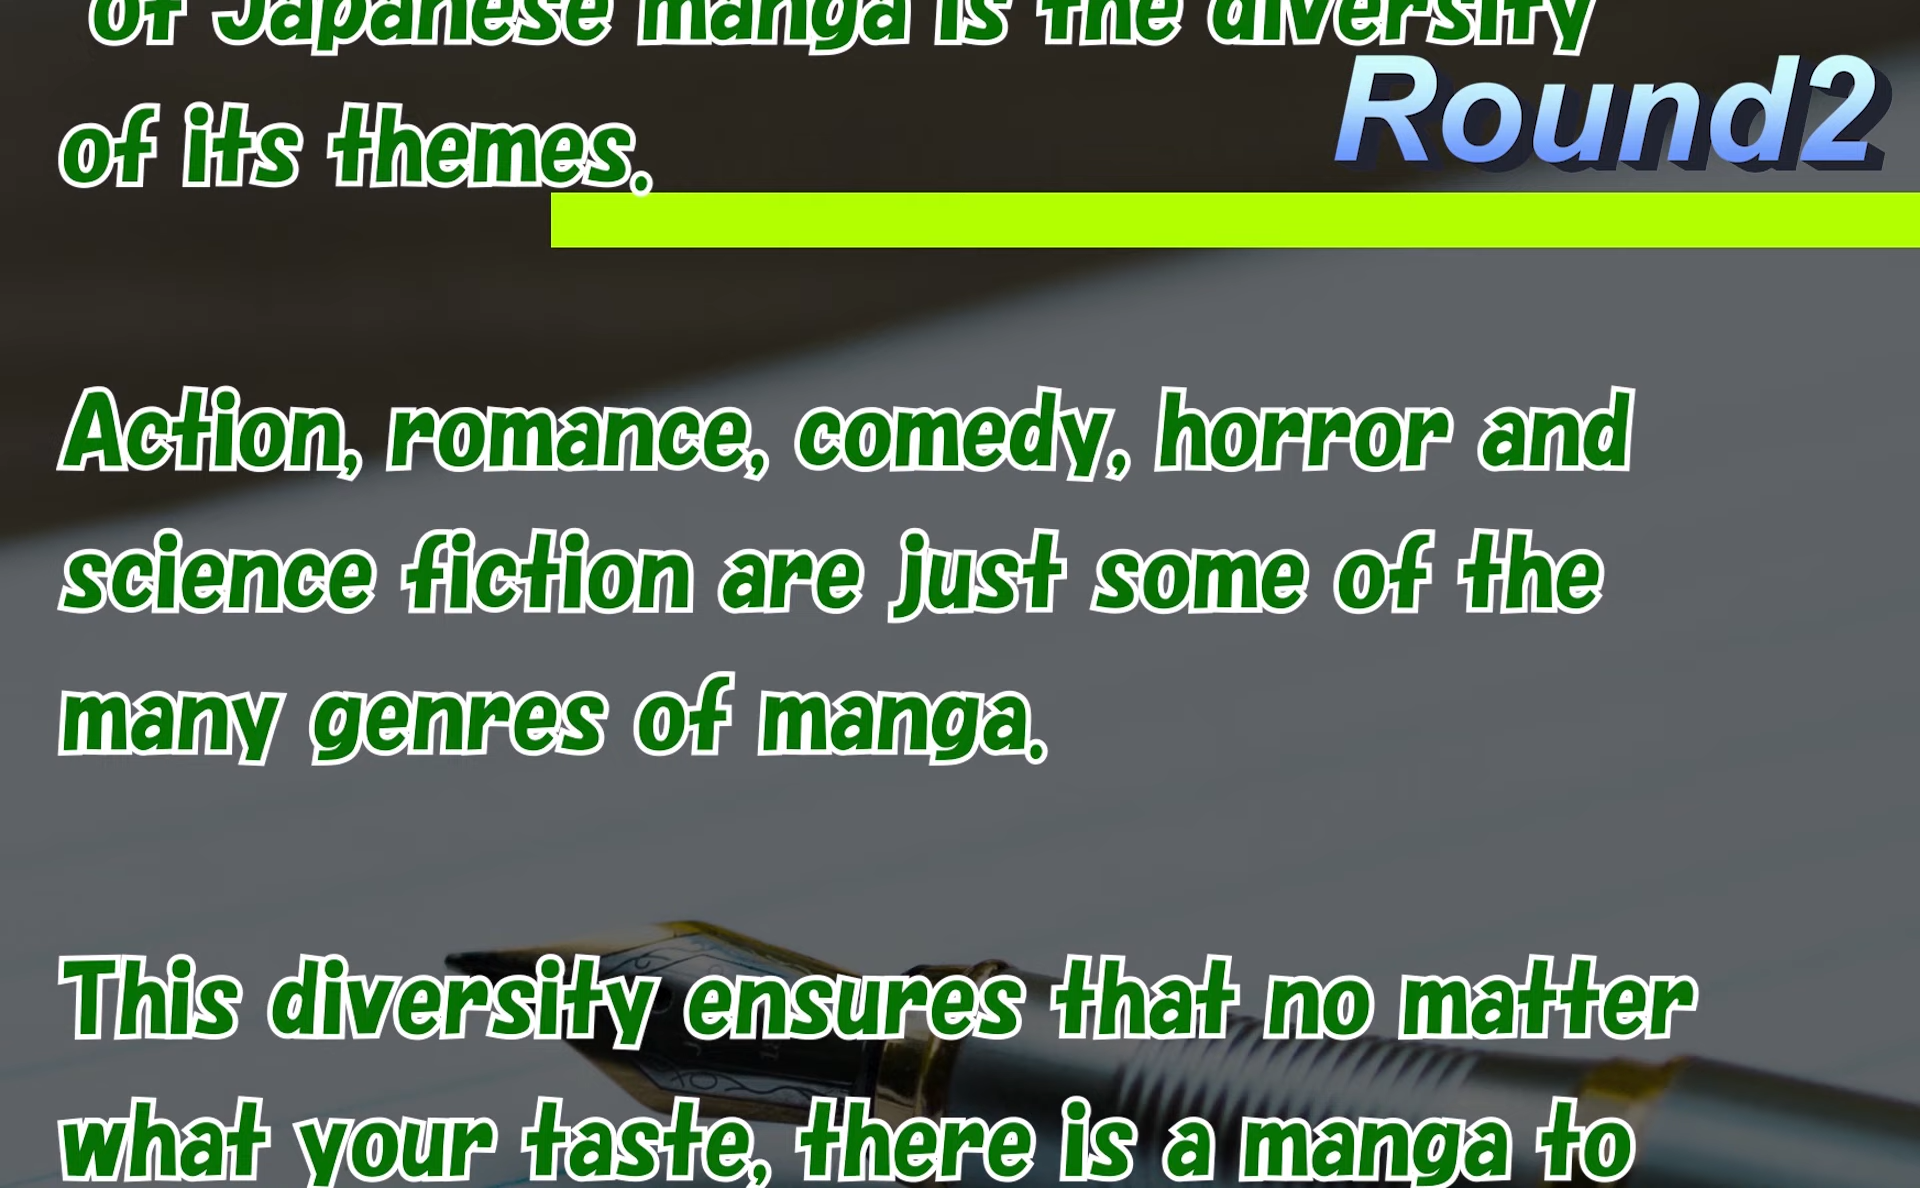 of Japanese manga is the diversity
Round2
of its themes.
Action, romance, comedy, horror and
science fiction are just some of the
many genres of manga.
This diversity ensures that no matter
what your taste, there is a manga to